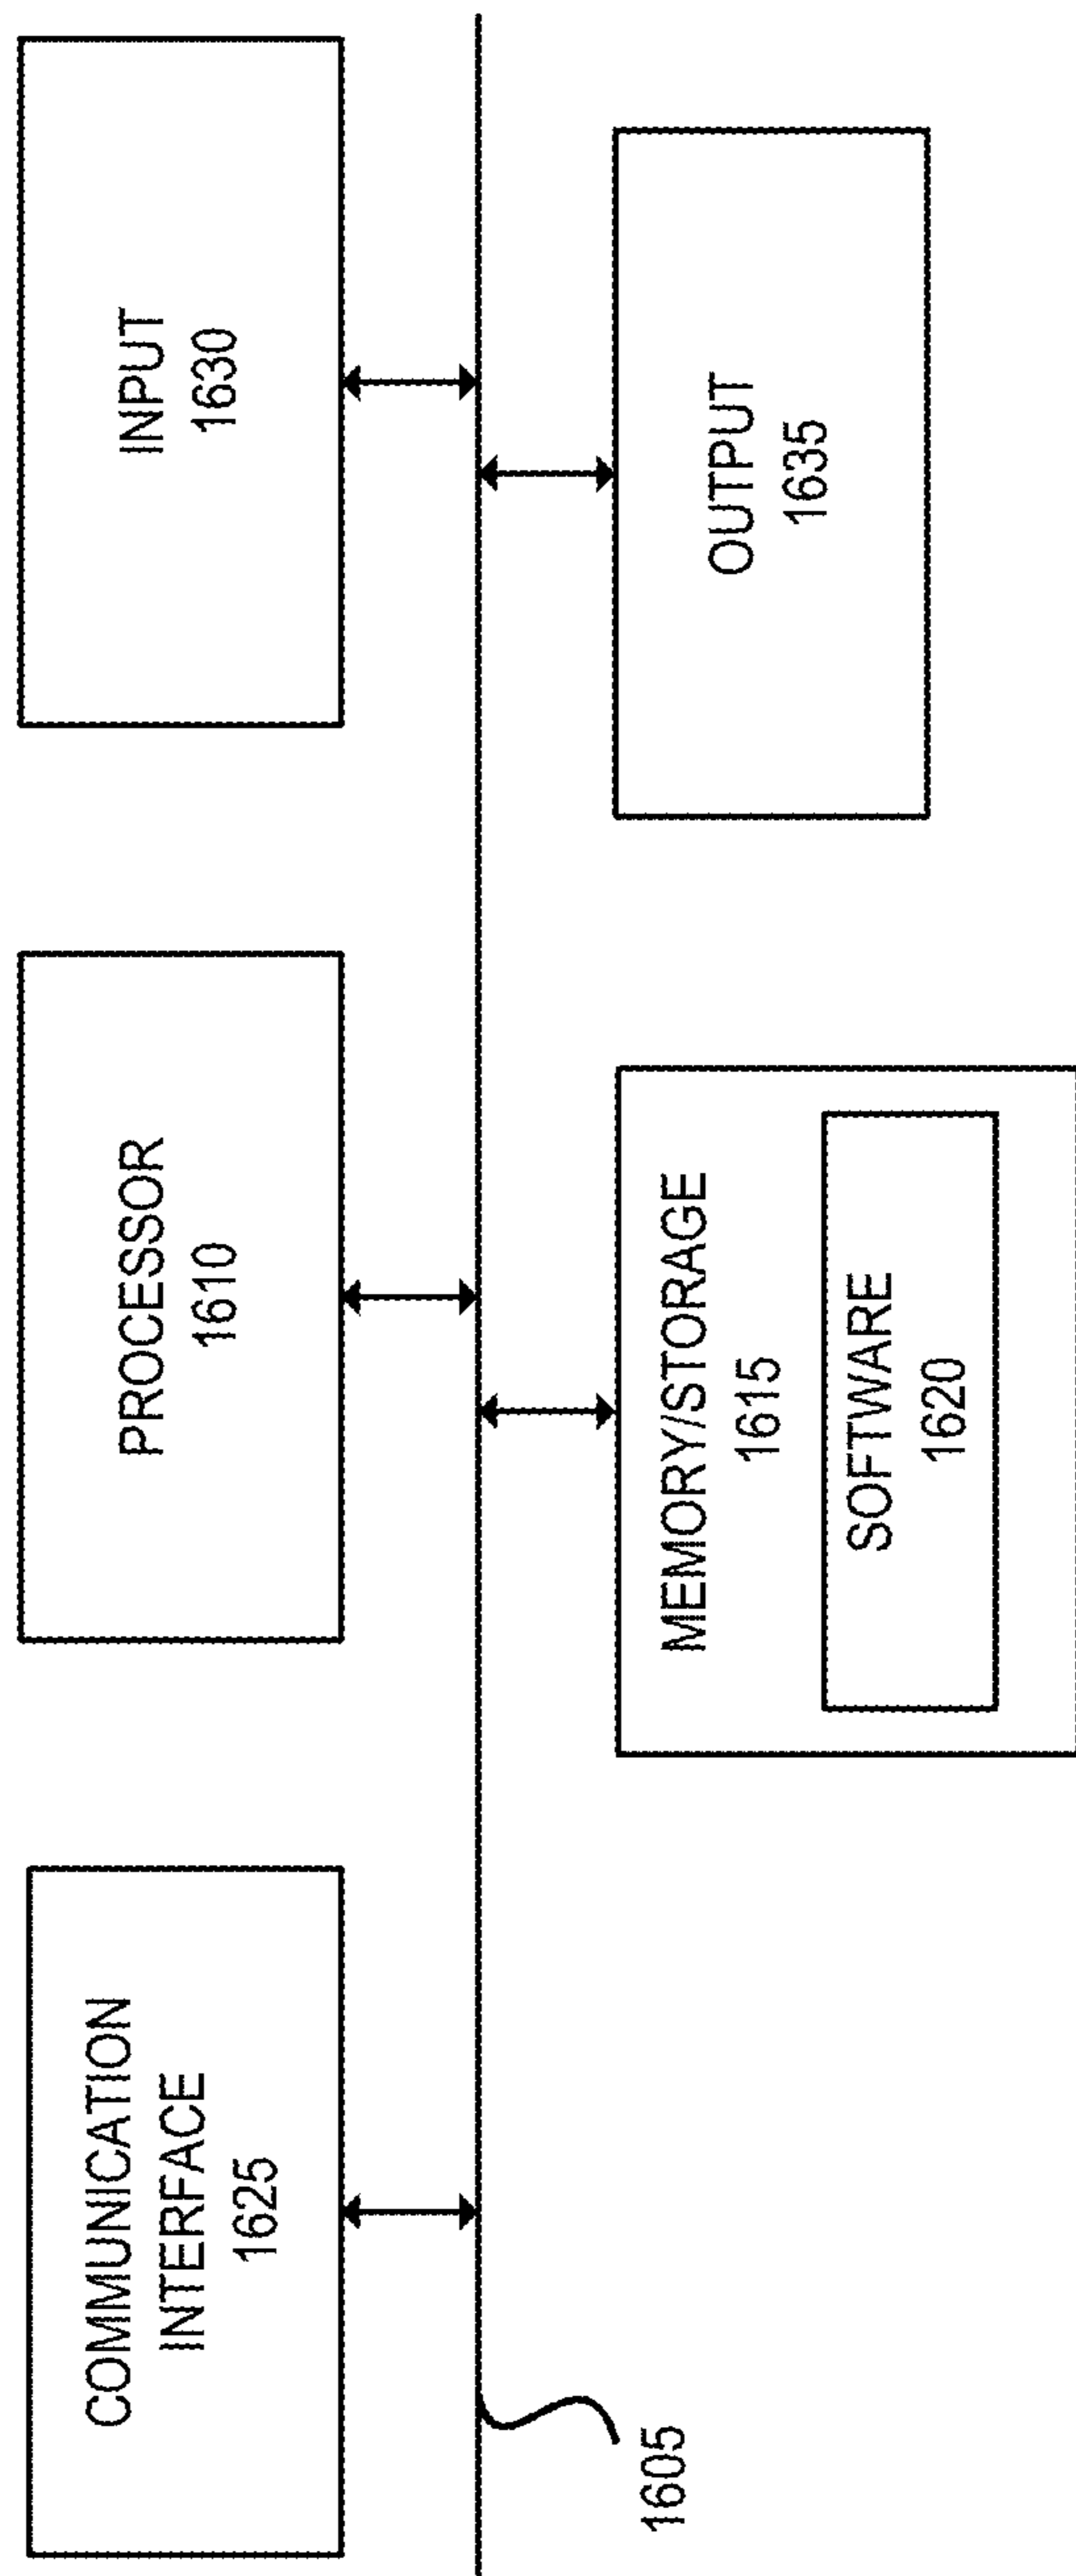 COMMUNICATION
INTERFACE
1625
PROCESSOR
1610
INPUT
1630
1605
MEMORY/STORAGE
1615
SOFTWARE
1620
OUTPUT
1635